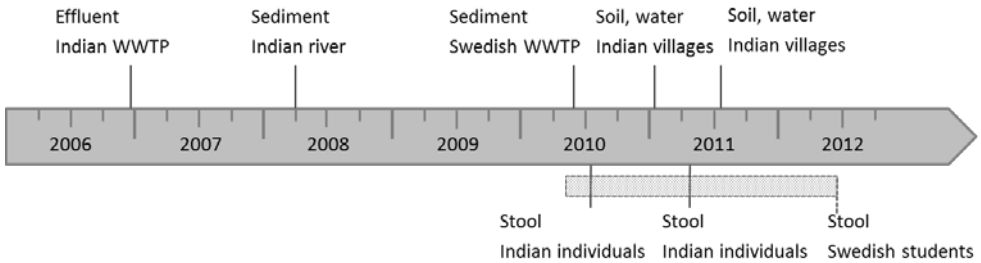 Effluent
Indian WWTP
Sediment
Indian river
Sediment
Swedish WWTP
Soil, water
Indian villages
Soil, water
Indian villages
2006 2007 2008 2009 2010 2011 2012
Stool
Indian individuals
Stool
Indian individuals
Stool
Swedish students